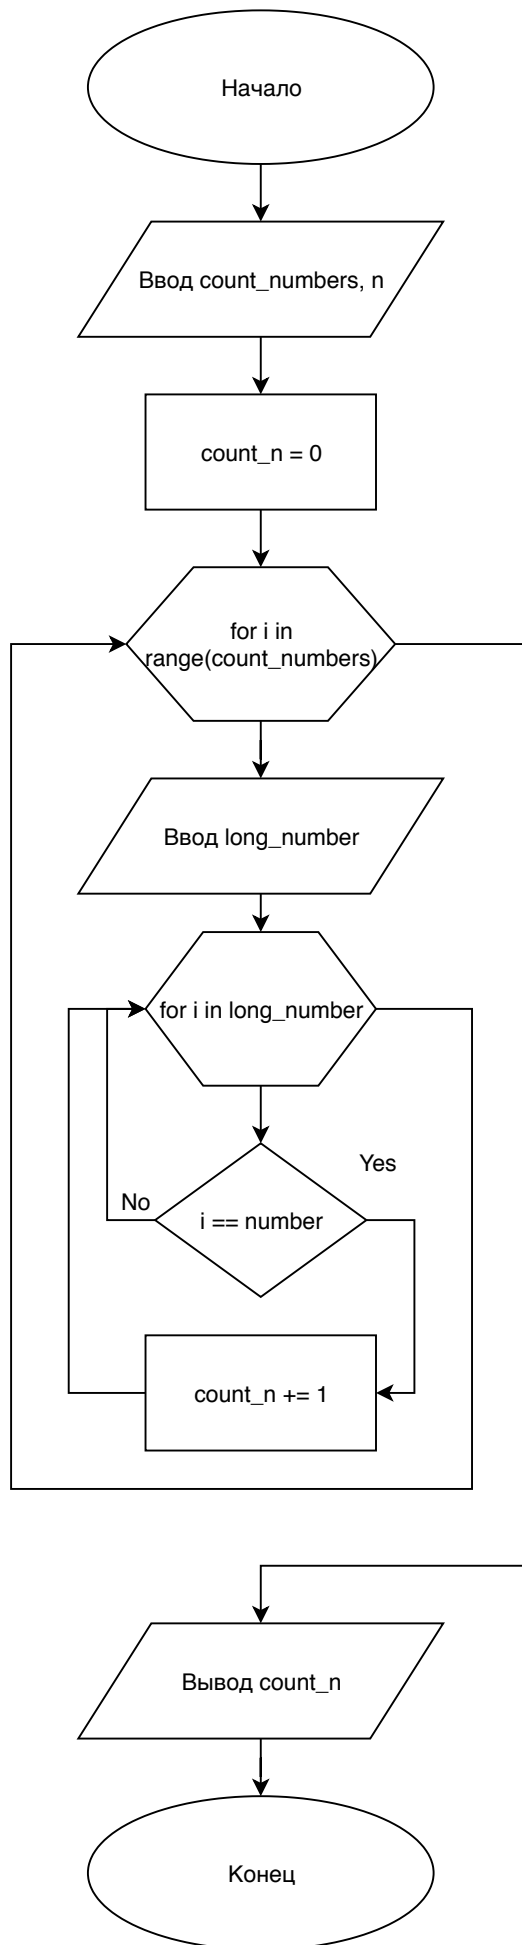 Начало
Ввод count_numbers, n
count_n = 0
for i in
range(count_numbers)
Ввод long_number
for i in long_number
Yes
No
i == number
count_n += 1
Вывод count_n
Конец